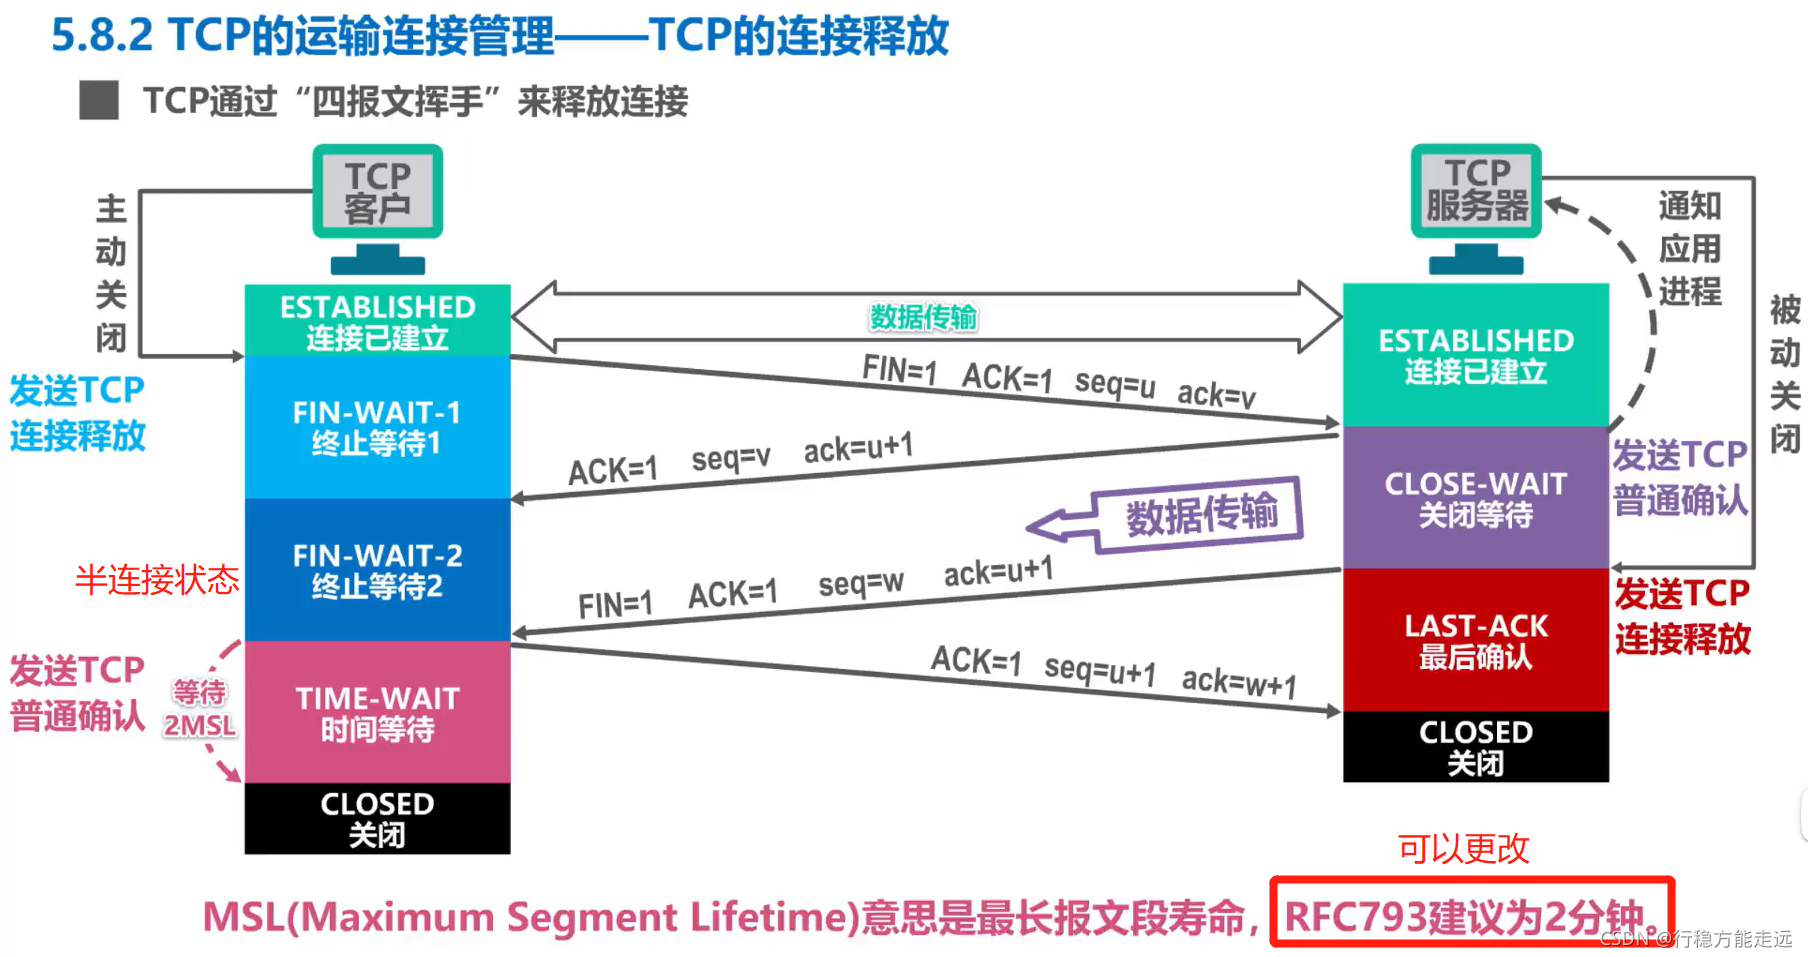 5.8.2 TCP的运输连接管理——TCP的连接释放
TCP通过“四报文挥手”来释放连接
TCP
客户
TCP
服务器
主
动
关
闭
通知
应用
进程
被
动
关
闭
ESTABLISHED
连接已建立
数据传输
ESTABLISHED
连接已建立
发送TCP
连接释放
FIN-WAIT-1
终止等待1
FIN=1 ACK=1 seq=u ack=v
ACK=1 seq=v ack=u+1
CLOSE-WAIT
关闭等待
发送TCP
普通确认
数据传输
半连接状态
FIN-WAIT-2
终止等待2
FIN=1 ACK=1 seq=w ack=u+1
LAST-ACK
最后确认
发送TCP
连接释放
发送TCP
普通确认
等待
2MSL
TIME-WAIT
时间等待
ACK=1 seq=u+1 ack=w+1
CLOSED
关闭
CLOSED
关闭
可以更改
MSL(Maximum Segment Lifetime)意思是最长报文段寿命，RFC793建议为2分钟。
CSDN @行稳方能走远